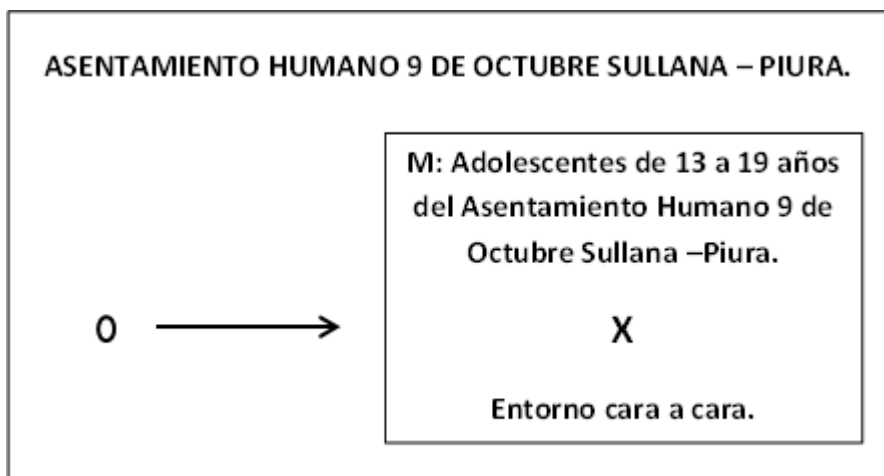 ASENTAMIENTO HUMANO 9 DE OCTUBRE SULLANA – PIURA.
M: Adolescentes de 13 a 19 años
del Asentamiento Humano 9 de
Octubre Sullana –Piura.
O
X
Entorno cara a cara.